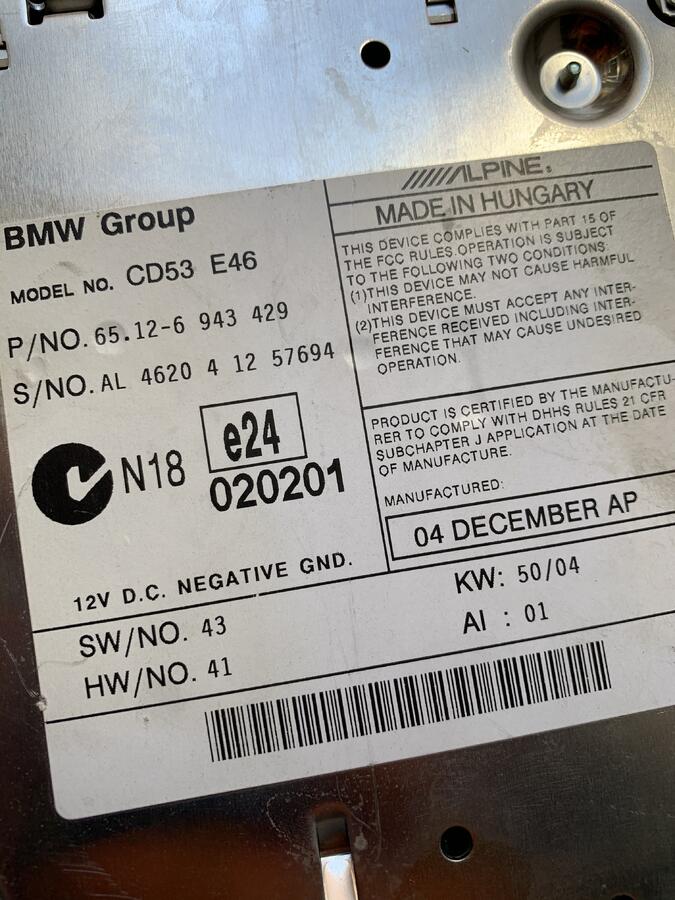 BMW Group
MODEL NO. CD53 E46
P/NO. 65.12-6 943 429
S/NO. AL 4620 4 12 57694
N18
e24
020201
12V D.C. NEGATIVE GND.
ALPINE®
MADE IN HUNGARY
THIS DEVICE COMPLIES WITH PART 15 OF
THE FCC RULES. OPERATION IS SUBJECT
TO THE FOLLOWING TWO CONDITIONS:
(1)THIS DEVICE MAY NOT CAUSE HARMFUL
INTERFERENCE.
(2)THIS DEVICE MUST ACCEPT ANY INTER-
FERENCE RECEIVED INCLUDING INTER-
FERENCE THAT MAY CAUSE UNDESIRED
OPERATION.
PRODUCT IS CERTIFIED BY THE MANUFACTU-
RER TO COMPLY WITH DHHS RULES 21 CFR
SUBCHAPTER J APPLICATION AT THE DATE
OF MANUFACTURE.
MANUFACTURED:
04 DECEMBER AP
SW/NO. 43
HW/NO. 41
KW: 50/04
AI : 01